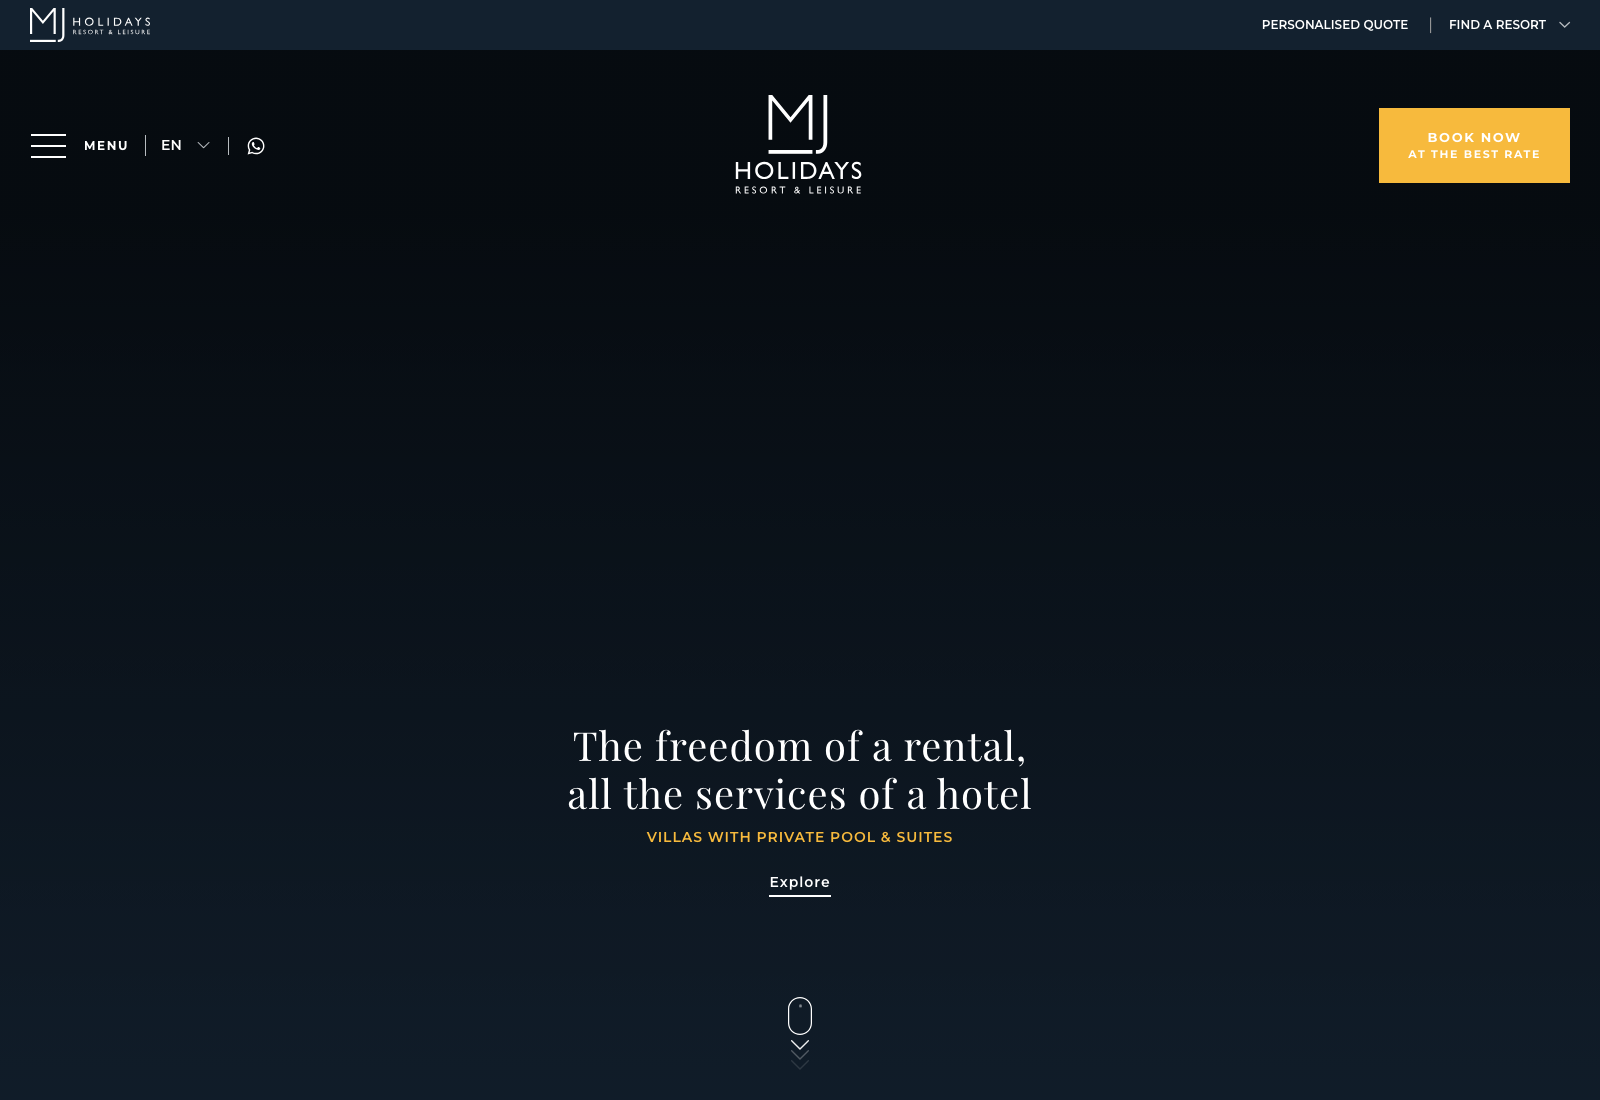 MJ HOLIDAYS
RESORT & LEISURE
PERSONALISED QUOTE
FIND A RESORT
MENU
EN
MJ
HOLIDAYS
RESORT & LEISURE
BOOK NOW
AT THE BEST RATE
The freedom of a rental,
all the services of a hotel
VILLAS WITH PRIVATE POOL & SUITES
Explore